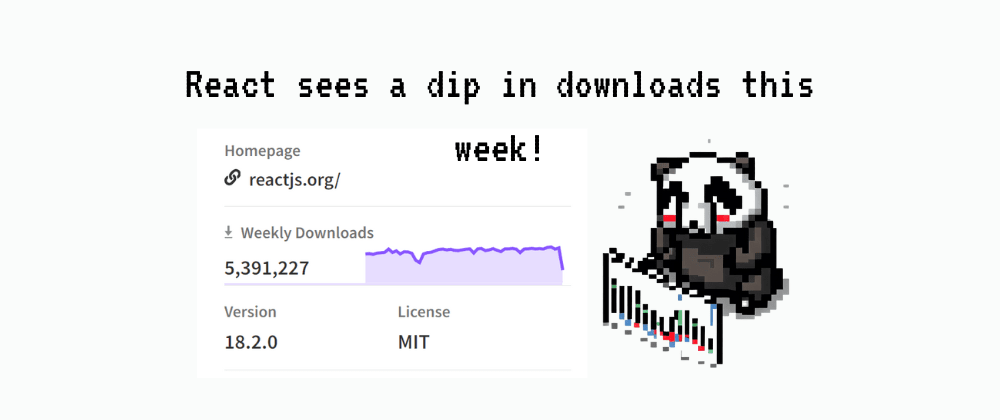 React sees a dip in downloads this
week!
Homepage
reactjs.org/
Weekly Downloads
5,391,227
Version License
18.2.0 MIT